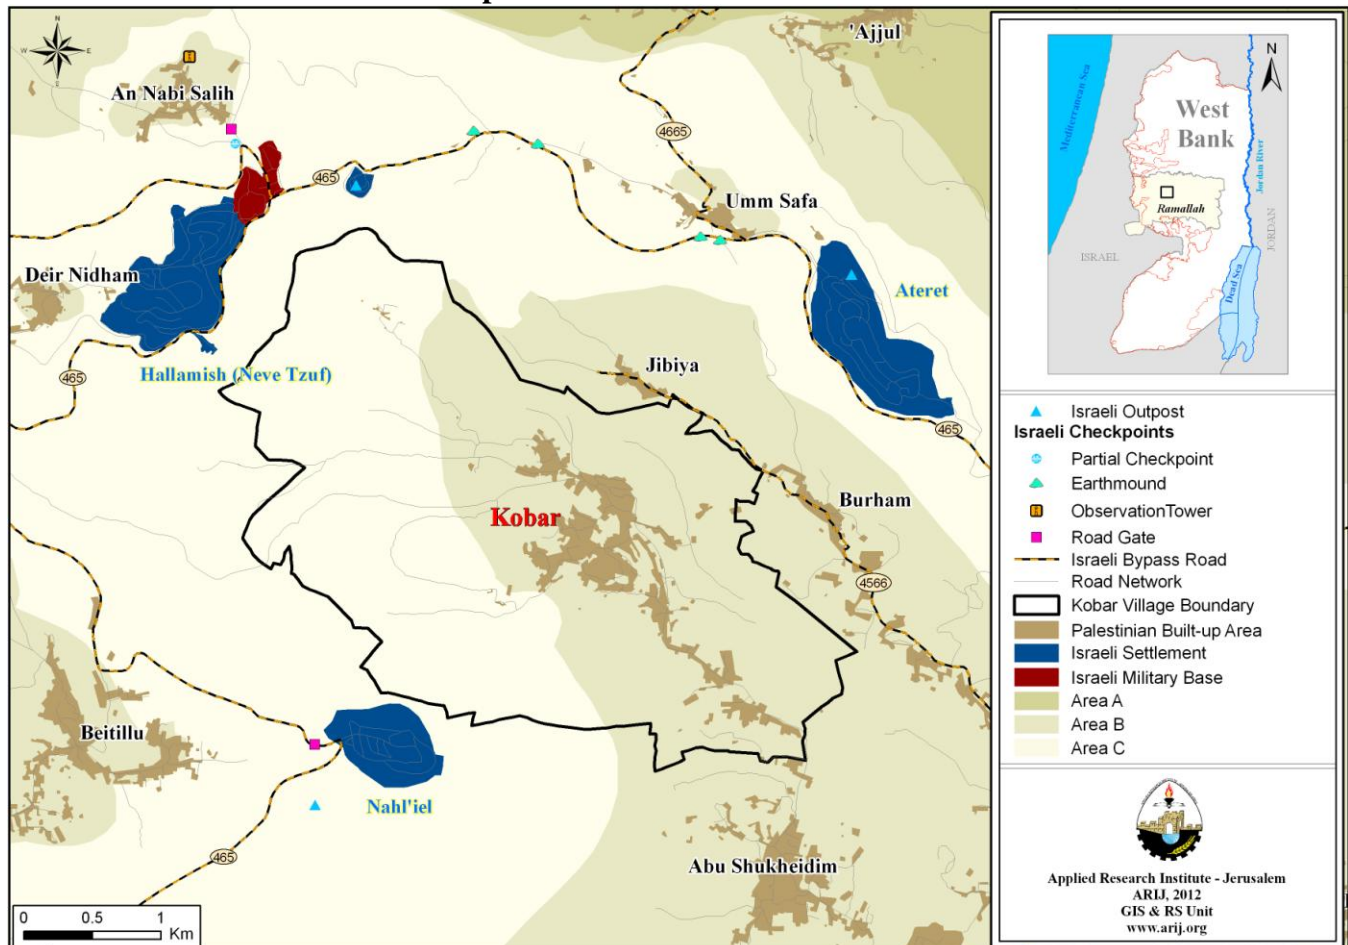 'Ajjul
An Nabi Salih
4665
465
Umm Safa
Deir Nidham
Ateret
Hallamish (Neve Tzuf)
465
Jibiya
465
Kobar
Burham
4566
Beitillu
Nahl'iel
465
Abu Shukheidim
0 0.5 1
Km
N
Mediterranean Sea
West
Bank
Jordan River
Ramallah
ISRAEL
JORDAN
Dead Sea
Israeli Outpost
Israeli Checkpoints
Partial Checkpoint
Earthmound
ObservationTower
Road Gate
Israeli Bypass Road
Road Network
Kobar Village Boundary
Palestinian Built-up Area
Israeli Settlement
Israeli Military Base
Area A
Area B
Area C
Applied Research Institute - Jerusalem
ARIJ, 2012
GIS & RS Unit
www.arij.org